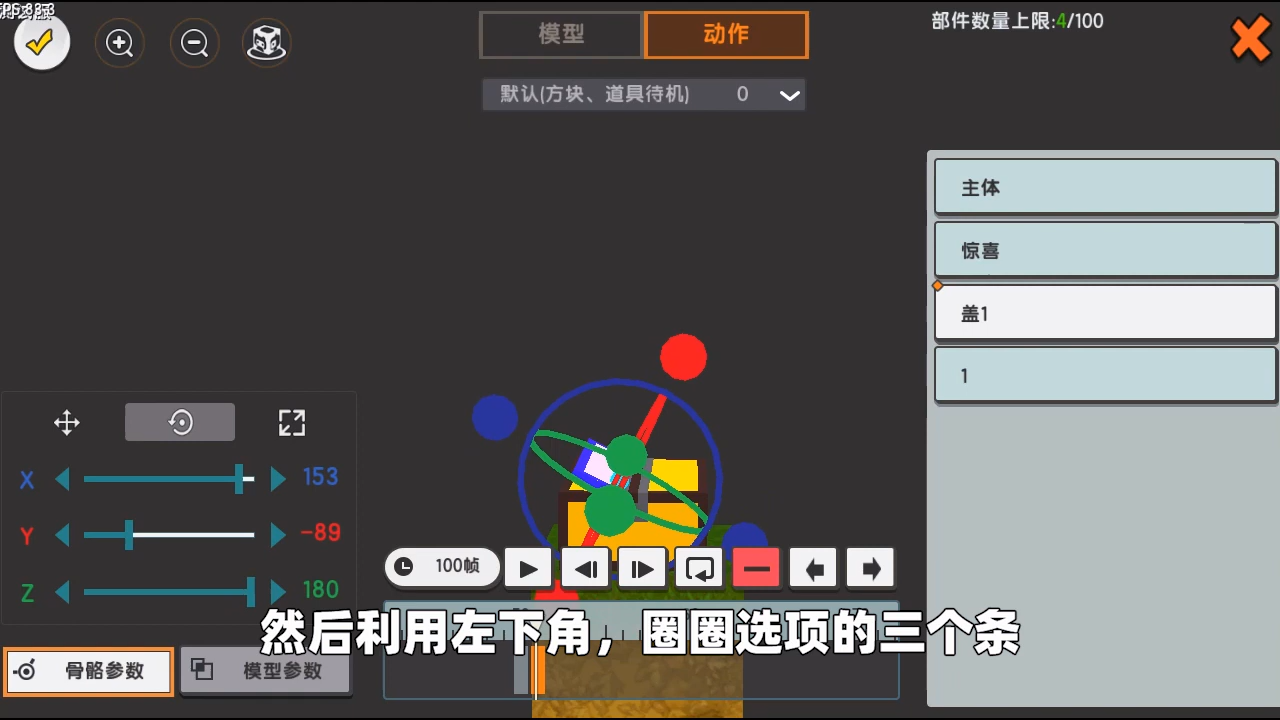 模型
动作
部件数量上限:4/100
默认(方块、道具待机) 0
主体
惊喜
盖1
1
X 153
Y -89
Z 180
100帧
然后利用左下角，圈圈选项的三个条
骨骼参数
模型参数